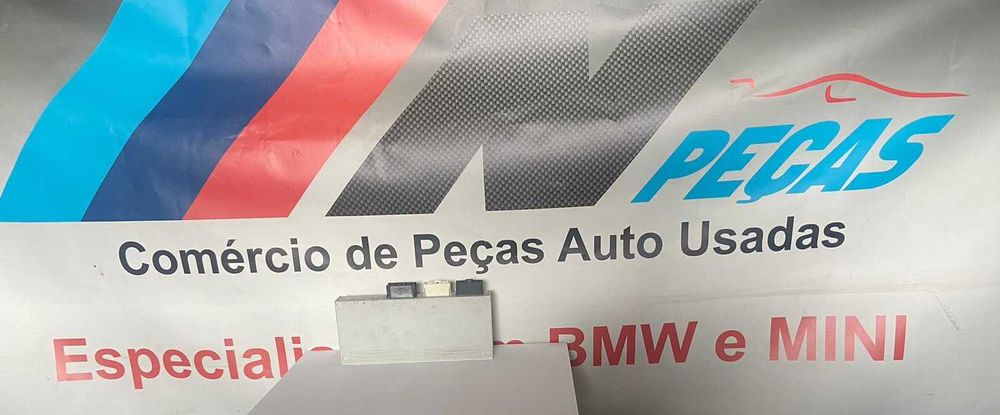 N PEÇAS
Comércio de Peças Auto Usadas
BMW e MINI